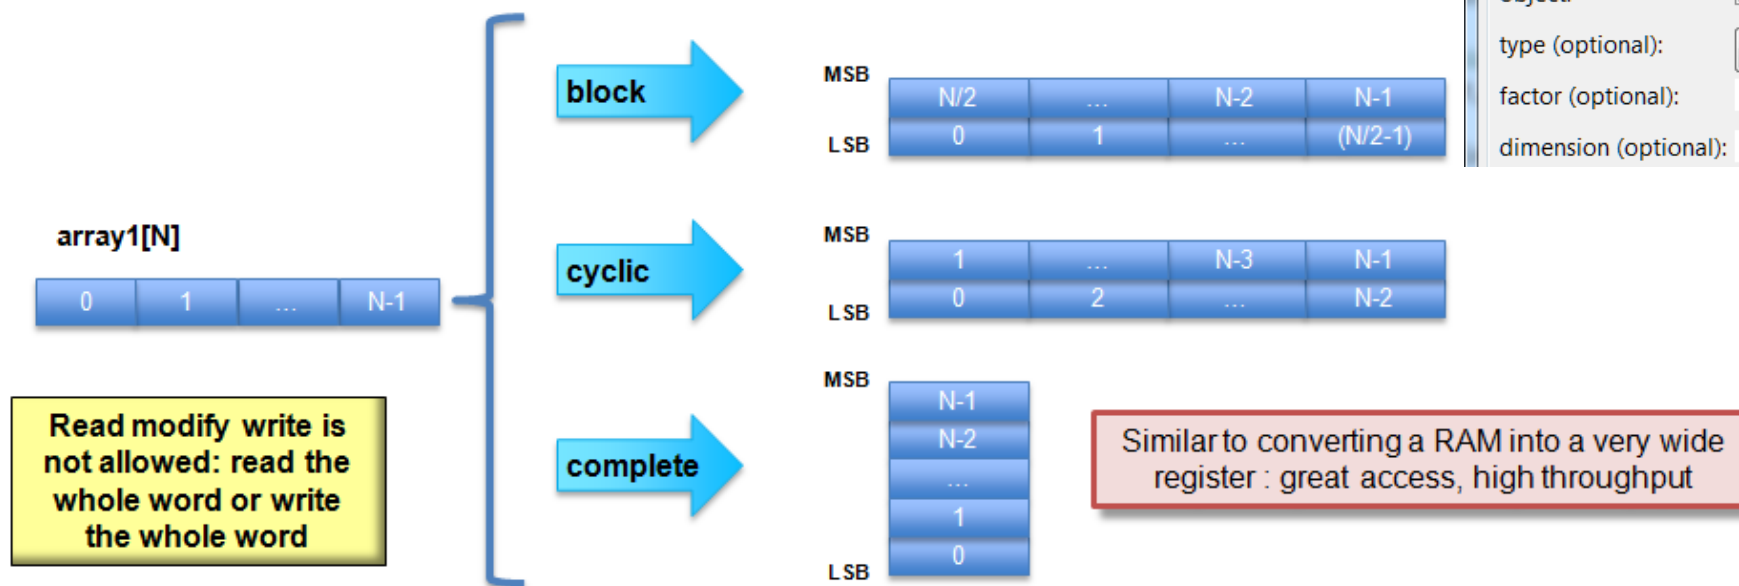 block
MSB
N/2 ... N-2 N-1
LSB
0 1 ... (N/2-1)
type (optional):
factor (optional):
dimension (optional):
array1[N]
0 1 ... N-1
cyclic
MSB
1 ... N-3 N-1
LSB
0 2 ... N-2
Read modify write is
not allowed: read the
whole word or write
the whole word
complete
MSB
N-1
N-2
...
1
0
LSB
Similar to converting a RAM into a very wide
register : great access, high throughput